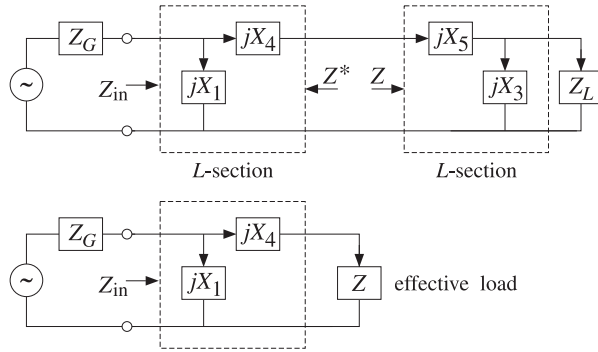 Z_G
jX_4
jX_5
~
Z_in
jX_1
Z*
Z
jX_3
Z_L
L-section
L-section
Z_G
jX_4
~
Z_in
jX_1
Z
effective load